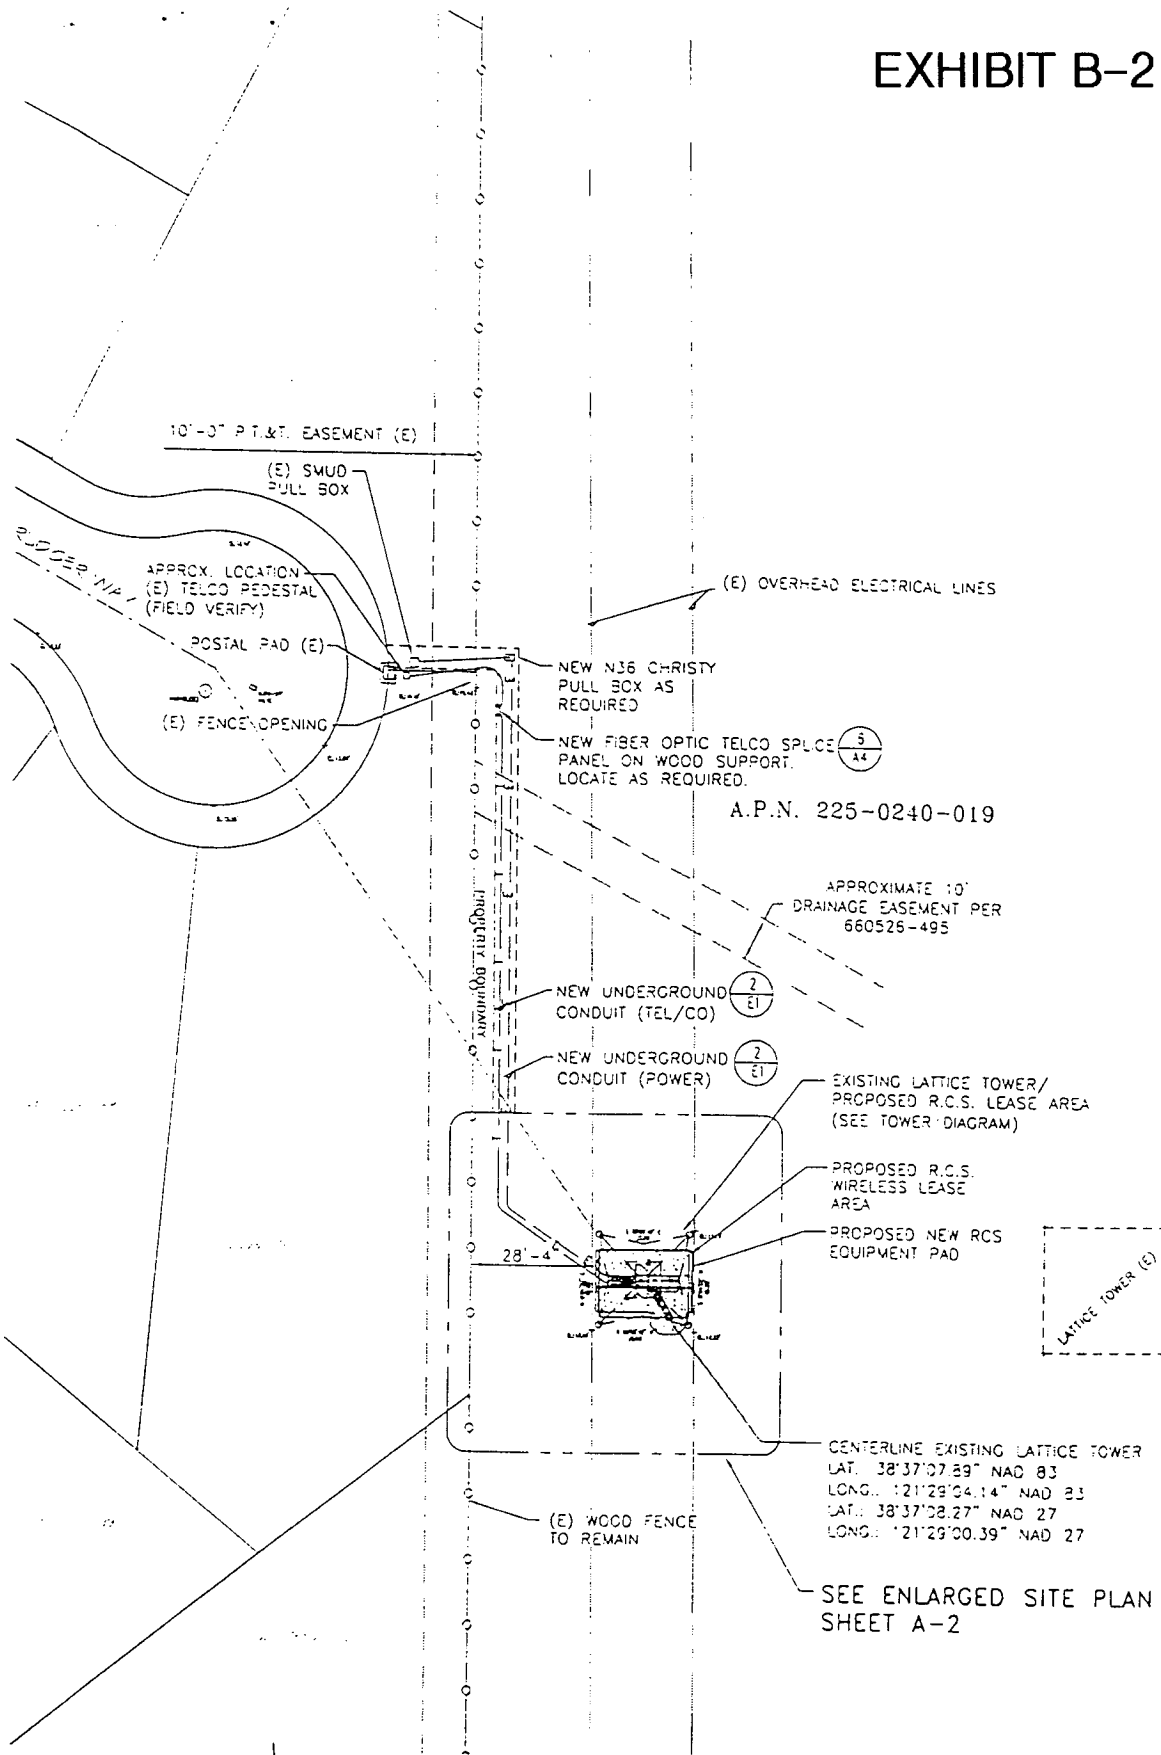 EXHIBIT B-2
10'-0" P.T.&T. EASEMENT (E)
(E) SMUD
PULL BOX
APPROX. LOCATION
(E) TELCO PEDESTAL
(FIELD VERIFY)
POSTAL PAD (E)
(E) FENCE OPENING
(E) OVERHEAD ELECTRICAL LINES
NEW N36 CHRISTY
PULL BOX AS
REQUIRED
NEW FIBER OPTIC TELCO SPLICE
PANEL ON WOOD SUPPORT.
LOCATE AS REQUIRED.
A4
A.P.N. 225-0240-019
APPROXIMATE 10'
DRAINAGE EASEMENT PER
660526-495
PROPERTY BOUNDARY
NEW UNDERGROUND
CONDUIT (TEL/CO)
2
E1
NEW UNDERGROUND
CONDUIT (POWER)
2
E1
EXISTING LATTICE TOWER/
PROPOSED R.C.S. LEASE AREA
(SEE TOWER DIAGRAM)
PROPOSED R.C.S.
WIRELESS LEASE
AREA
PROPOSED NEW RCS
EQUIPMENT PAD
28'-4"
LATTICE TOWER (E)
CENTERLINE EXISTING LATTICE TOWER
LAT. 38°37'07.89" NAD 83
LONG.: 121°29'04.14" NAD 83
LAT.: 38°37'08.27" NAD 27
LONG.: 121°29'00.39" NAD 27
(E) WOOD FENCE
TO REMAIN
SEE ENLARGED SITE PLAN
SHEET A-2